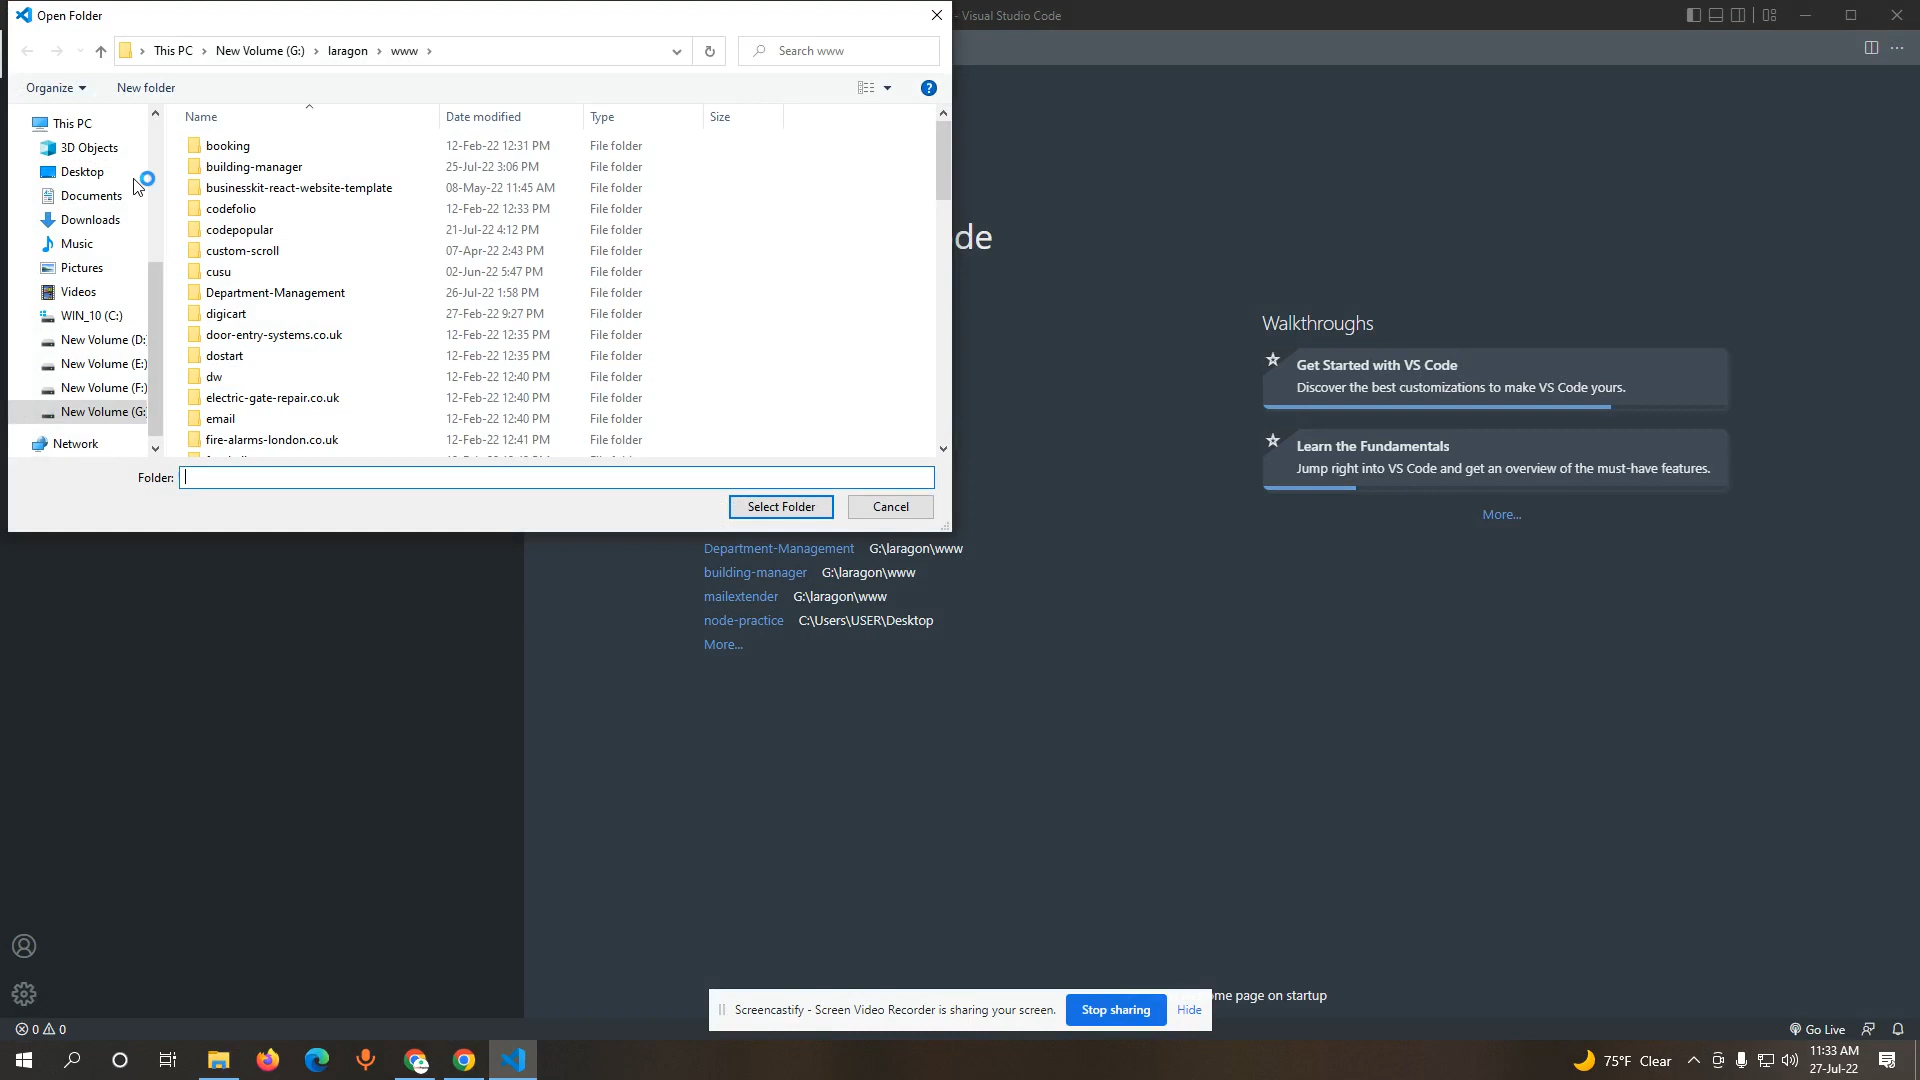 Open Folder
- Visual Studio Code
This PC > New Volume (G:) > laragon > www >
Search www
Organize
New folder
?
Name
Date modified
Type
Size
This PC
3D Objects
Desktop
Documents
Downloads
Music
Pictures
Videos
WIN_10 (C:)
New Volume (D:
New Volume (E:)
New Volume (F:)
New Volume (G:
Network
booking 12-Feb-22 12:31 PM File folder
building-manager 25-Jul-22 3:06 PM File folder
businesskit-react-website-template 08-May-22 11:45 AM File folder
codefolio 12-Feb-22 12:33 PM File folder
codepopular 21-Jul-22 4:12 PM File folder
custom-scroll 07-Apr-22 2:43 PM File folder
cusu 02-Jun-22 5:47 PM File folder
Department-Management 26-Jul-22 1:58 PM File folder
digicart 27-Feb-22 9:27 PM File folder
door-entry-systems.co.uk 12-Feb-22 12:35 PM File folder
dostart 12-Feb-22 12:35 PM File folder
dw 12-Feb-22 12:40 PM File folder
electric-gate-repair.co.uk 12-Feb-22 12:40 PM File folder
email 12-Feb-22 12:40 PM File folder
fire-alarms-london.co.uk 12-Feb-22 12:41 PM File folder
Folder:
Select Folder
Cancel
de
Walkthroughs
Get Started with VS Code
Discover the best customizations to make VS Code yours.
Learn the Fundamentals
Jump right into VS Code and get an overview of the must-have features.
More...
Department-Management G:\laragon\www
building-manager G:\laragon\www
mailextender G:\laragon\www
node-practice C:\Users\USER\Desktop
More...
ome page on startup
Screencastify - Screen Video Recorder is sharing your screen.
Stop sharing
Hide
0 0
Go Live
75°F Clear
11:33 AM
27-Jul-22